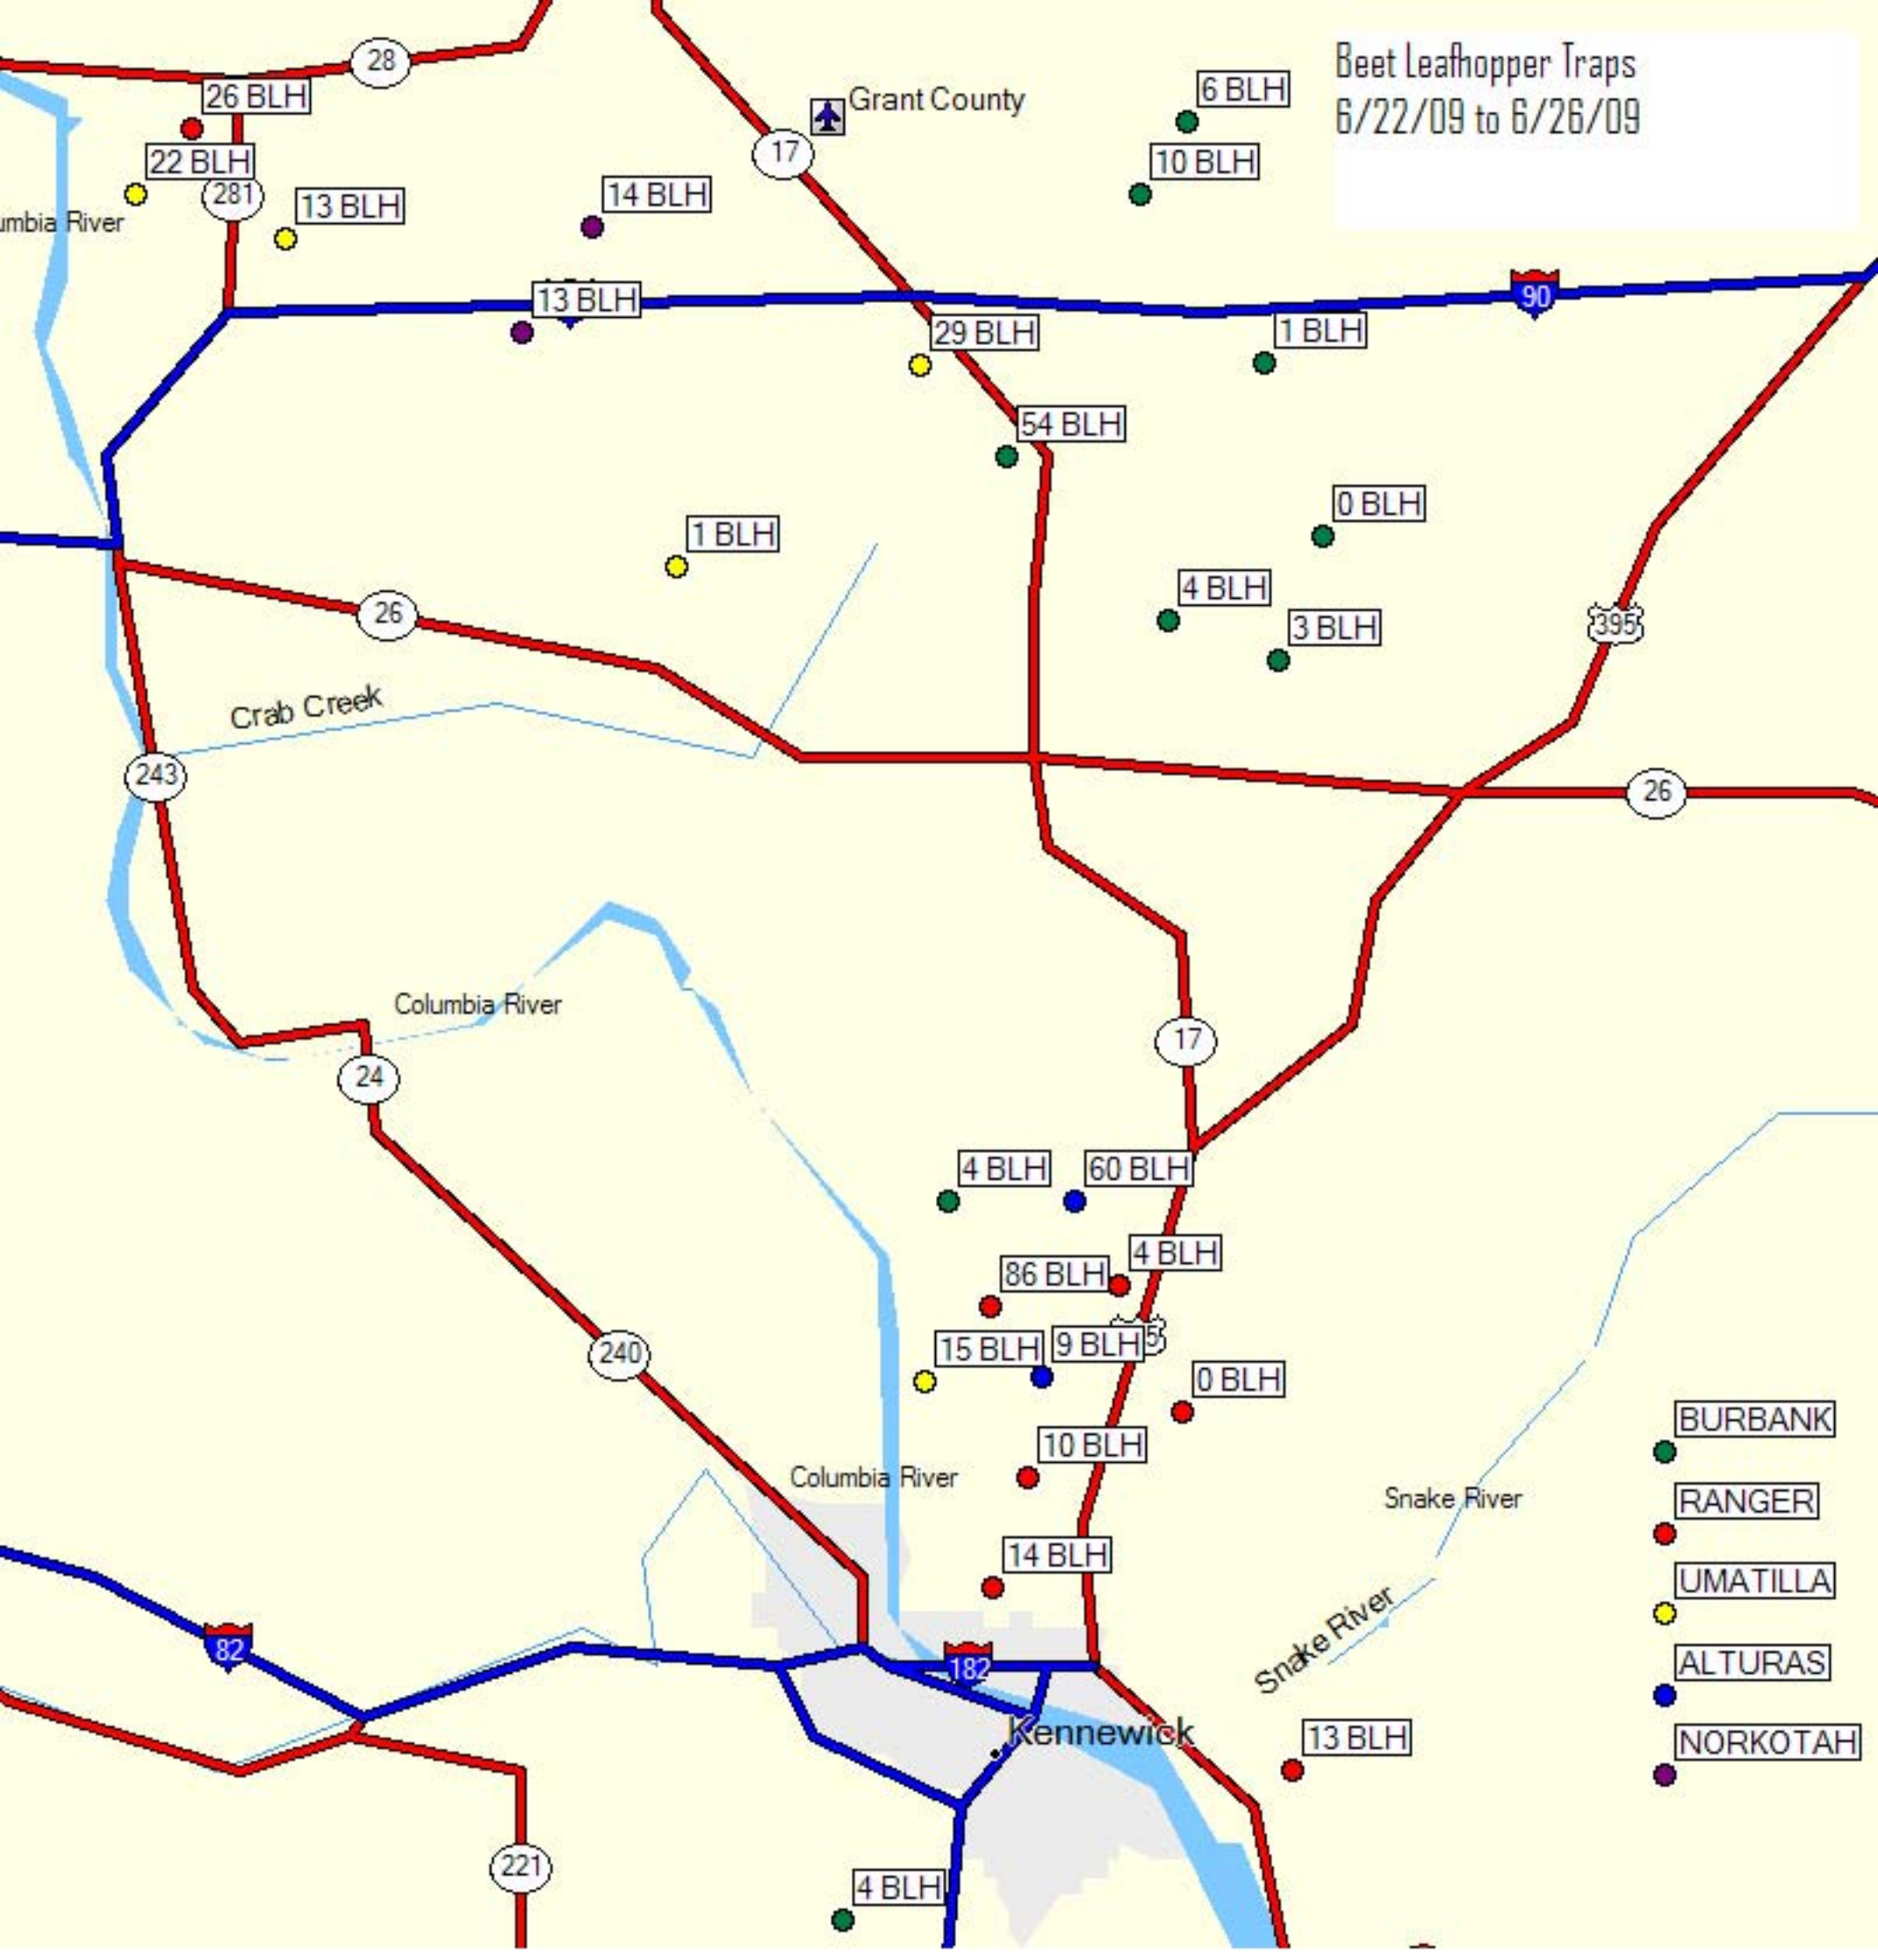 Beet Leafhopper Traps
6/22/09 to 6/26/09
28
26 BLH
Grant County
6 BLH
17
10 BLH
22 BLH
281
13 BLH
14 BLH
umbia River
13 BLH
90
29 BLH
1 BLH
54 BLH
0 BLH
1 BLH
4 BLH
26
3 BLH
395
Crab Creek
243
26
Columbia River
17
24
4 BLH
60 BLH
4 BLH
86 BLH
240
15 BLH
9 BLH
5
0 BLH
10 BLH
Columbia River
Snake River
14 BLH
82
182
Snake River
Kennewick
13 BLH
221
4 BLH
BURBANK
RANGER
UMATILLA
ALTURAS
NORKOTAH